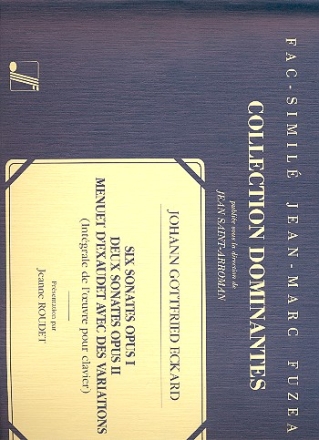 FAC-SIMILÉ JEAN-MARC FUZEA
COLLECTION DOMINANTES
publiée sous la direction de
JEAN SAINT-ARROMAN
JOHANN GOTTFRIED ECKARD
SIX SONATES OPUS I
DEUX SONATES OPUS II
MENUET D'EXAUDET AVEC DES VARIATIONS
(Intégrale de l'œuvre pour clavier)
Présentation par
Jeanne ROUDET